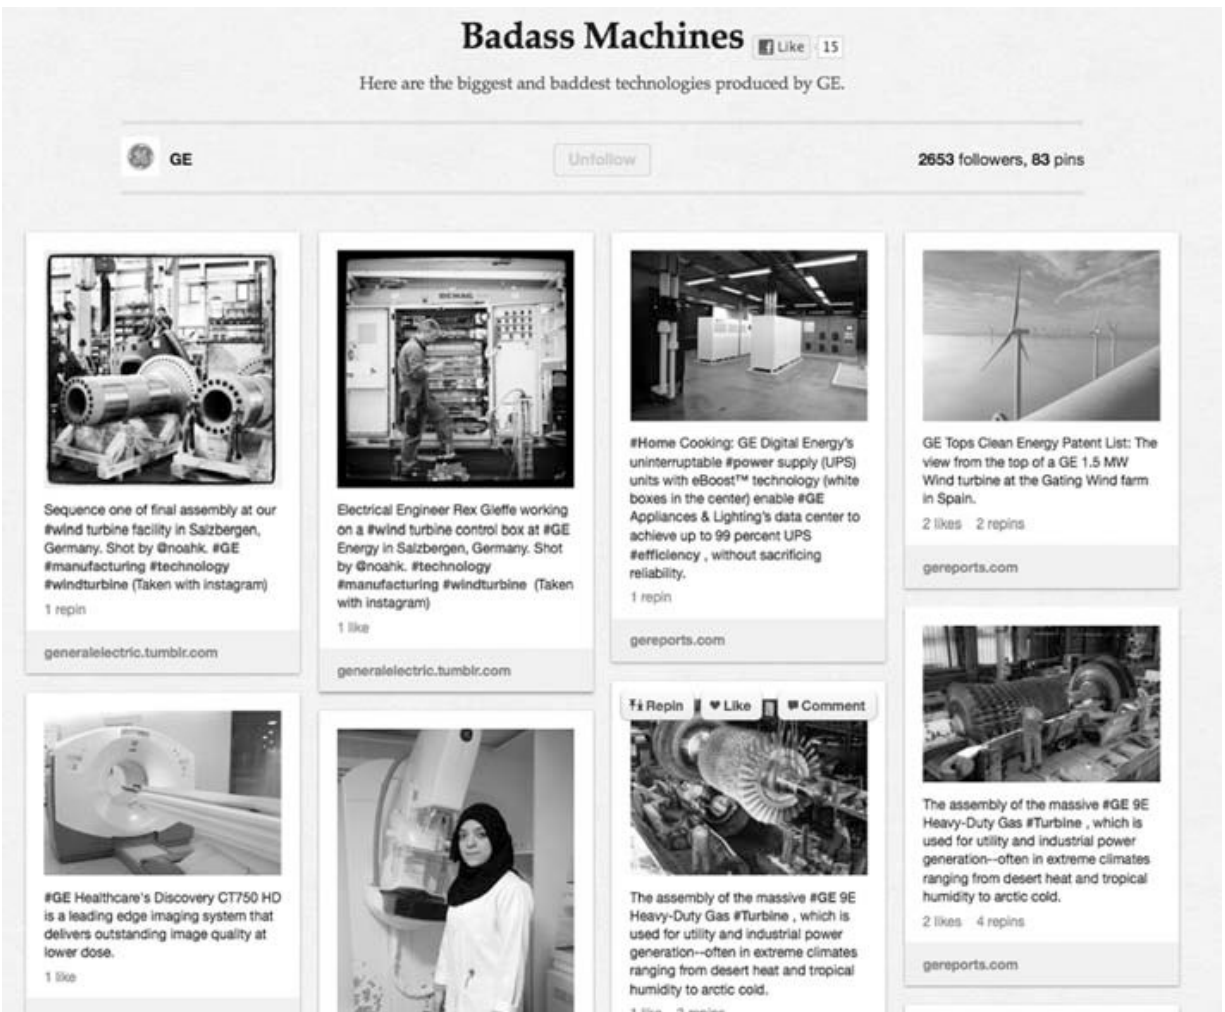 Badass Machines
Like 15
Here are the biggest and baddest technologies produced by GE.
GE
Unfollow
2653 followers, 83 pins
Sequence one of final assembly at our
#wind turbine facility in Salzbergen,
Germany. Shot by @noahk. #GE
#manufacturing #technology
#windturbine (Taken with instagram)
1 repin
generalelectric.tumblr.com
DEMAG
Electrical Engineer Rex Gleffe working
on a #wind turbine control box at #GE
Energy in Salzbergen, Germany. Shot
by @noahk. #technology
#manufacturing #windturbine (Taken
with instagram)
1 like
generalelectric.tumblr.com
#Home Cooking: GE Digital Energy's
uninterruptable #power supply (UPS)
units with eBoost™ technology (white
boxes in the center) enable #GE
Appliances & Lighting's data center to
achieve up to 99 percent UPS
#efficiency , without sacrificing
reliability.
1 repin
gereports.com
GE Tops Clean Energy Patent List: The
view from the top of a GE 1.5 MW
Wind turbine at the Gating Wind farm
in Spain.
2 likes 2 repins
gereports.com
#GE Healthcare's Discovery CT750 HD
is a leading edge imaging system that
delivers outstanding image quality at
lower dose.
1 like
Repin Like Comment
The assembly of the massive #GE 9E
Heavy-Duty Gas #Turbine , which is
used for utility and industrial power
generation--often in extreme climates
ranging from desert heat and tropical
humidity to arctic cold.
The assembly of the massive #GE 9E
Heavy-Duty Gas #Turbine , which is
used for utility and industrial power
generation--often in extreme climates
ranging from desert heat and tropical
humidity to arctic cold.
2 likes 4 repins
gereports.com